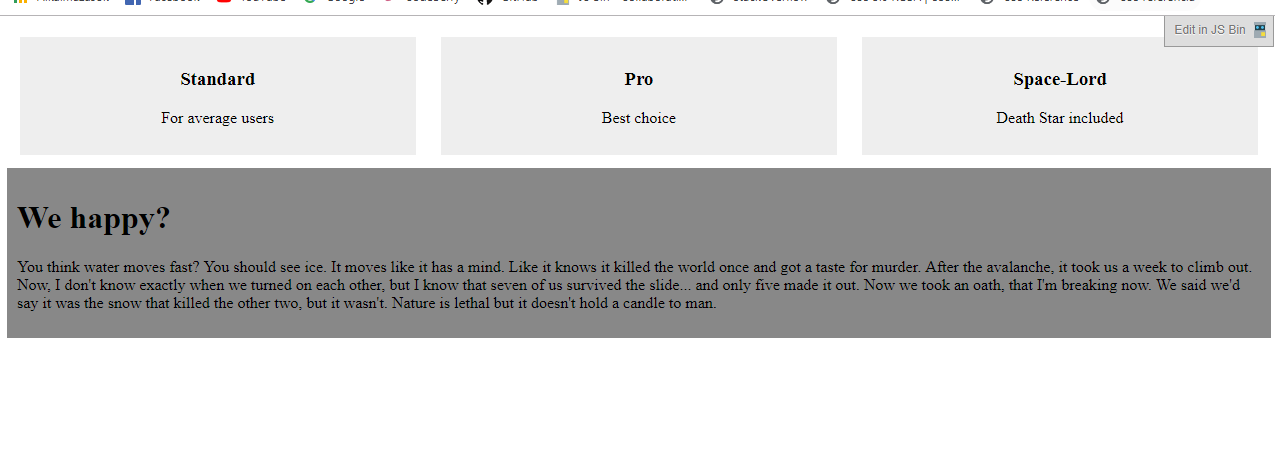 Edit in JS Bin
Standard
Pro
Space-Lord
For average users
Best choice
Death Star included
We happy?
You think water moves fast? You should see ice. It moves like it has a mind. Like it knows it killed the world once and got a taste for murder. After the avalanche, it took us a week to climb out.
Now, I don't know exactly when we turned on each other, but I know that seven of us survived the slide... and only five made it out. Now we took an oath, that I'm breaking now. We said we'd
say it was the snow that killed the other two, but it wasn't. Nature is lethal but it doesn't hold a candle to man.